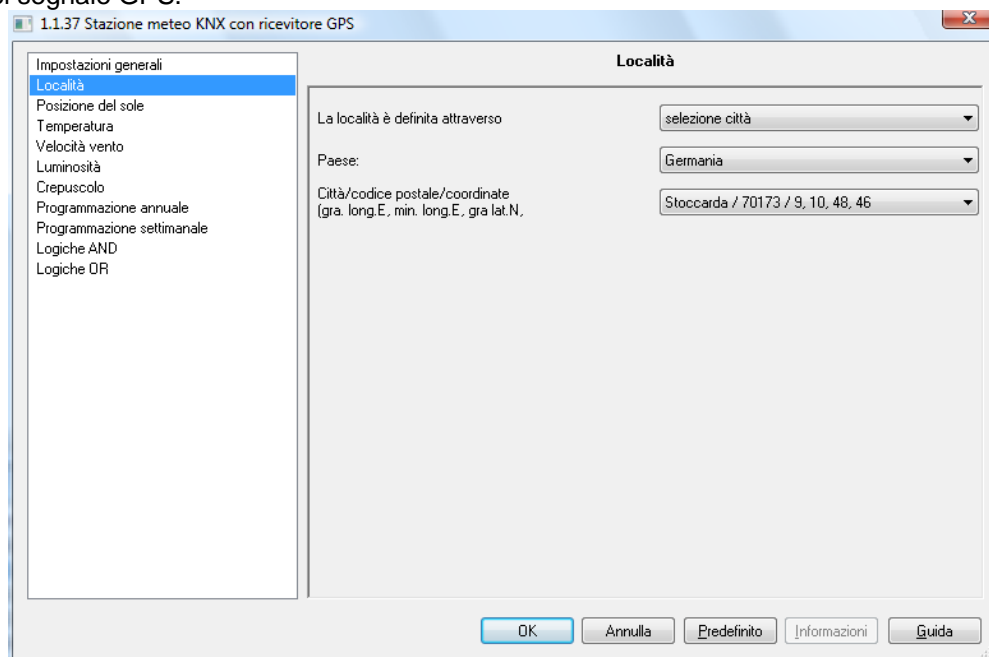 segnale GPS.
1.1.37 Stazione meteo KNX con ricevitore GPS
Impostazioni generali
Località
Posizione del sole
Temperatura
Velocità vento
Luminosità
Crepuscolo
Programmazione annuale
Programmazione settimanale
Logiche AND
Logiche OR
Località
La località è definita attraverso
selezione città
Paese:
Germania
Città/codice postale/coordinate
(gra. long.E, min. long.E, gra lat.N,
Stoccarda / 70173 / 9, 10, 48, 46
OK
Annulla
Predefinito
Informazioni
Guida